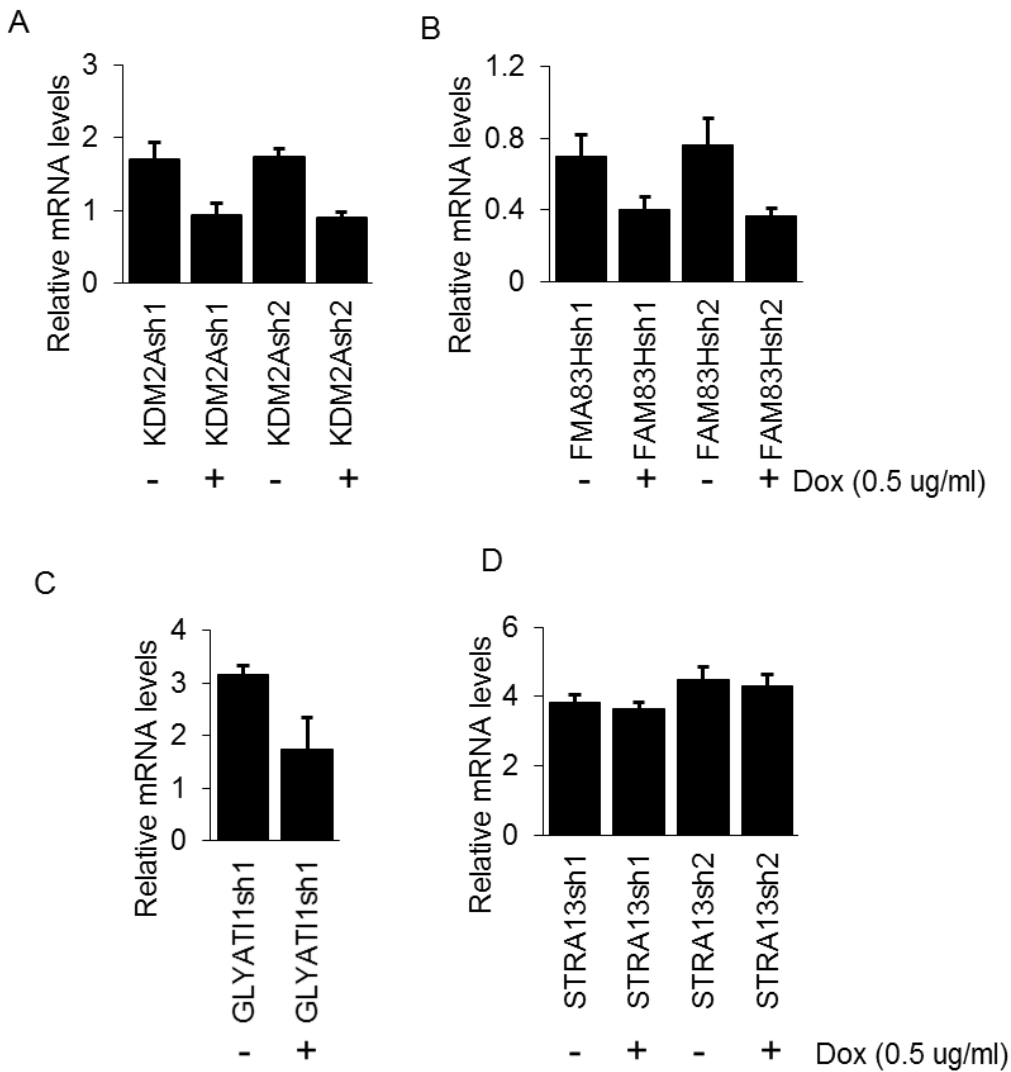 A
Relative mRNA levels
3
2
1
0
KDM2Ash1
KDM2Ash1
KDM2Ash2
KDM2Ash2
- + - +
B
Relative mRNA levels
1.2
0.8
0.4
0
FMA83Hsh1
FAM83Hsh1
FAM83Hsh2
FAM83Hsh2
- + - + Dox (0.5 ug/ml)
C
Relative mRNA levels
4
3
2
1
0
GLYATl1sh1
GLYATl1sh1
- +
D
Relative mRNA levels
6
4
2
0
STRA13sh1
STRA13sh1
STRA13sh2
STRA13sh2
- + - + Dox (0.5 ug/ml)